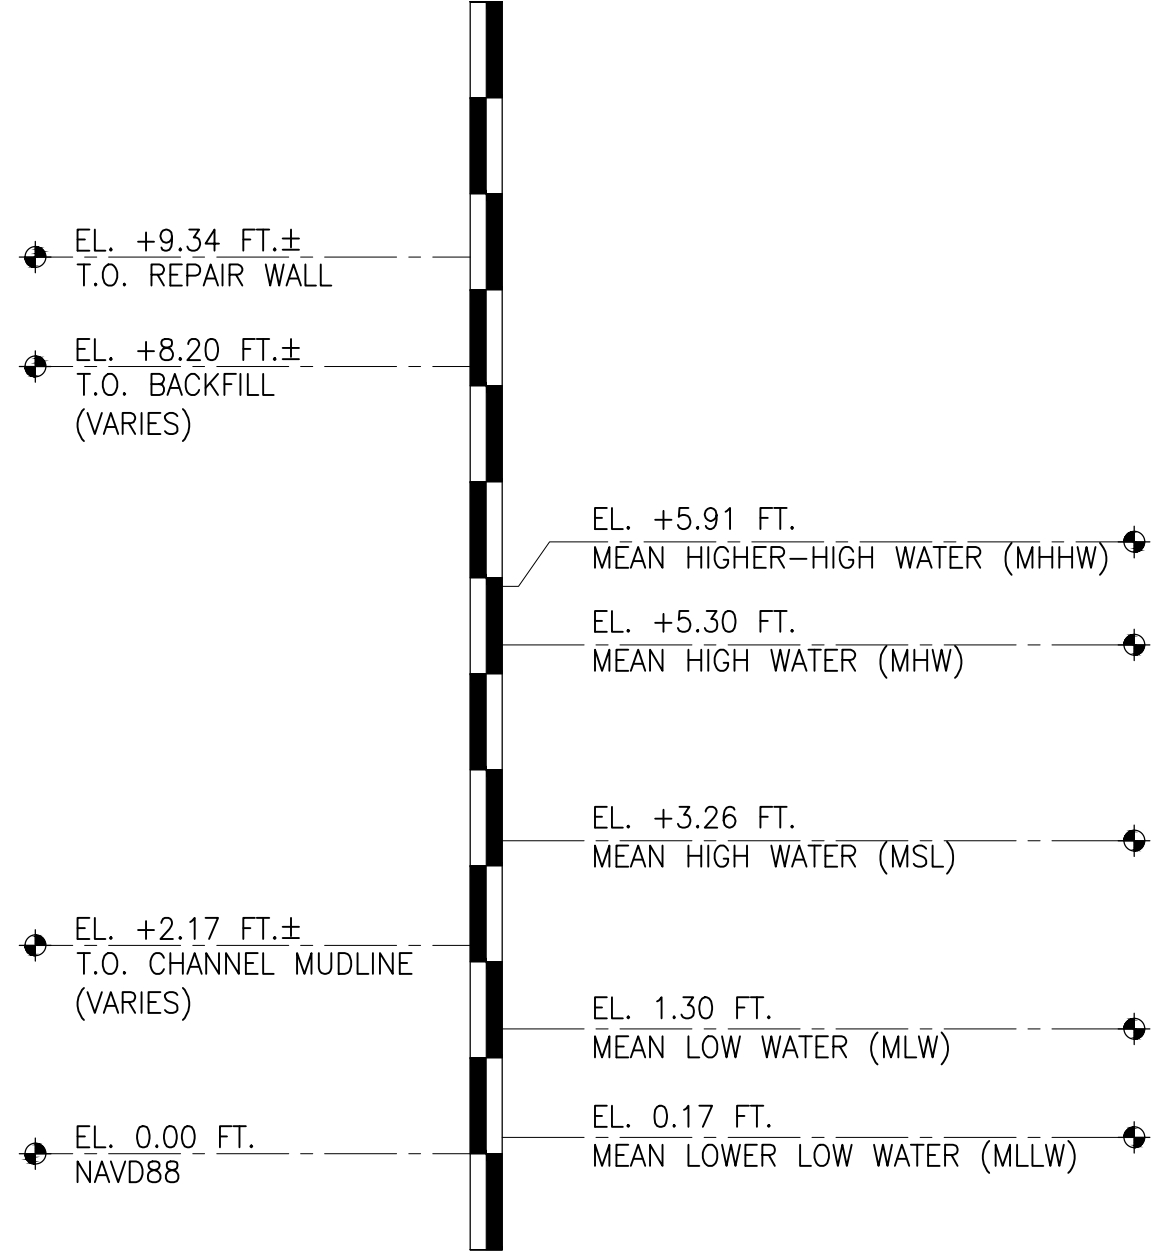 EL. +9.34 FT.±
T.O. REPAIR WALL
EL. +8.20 FT.±
T.O. BACKFILL
(VARIES)
EL. +5.91 FT.
MEAN HIGHER-HIGH WATER (MHHW)
EL. +5.30 FT.
MEAN HIGH WATER (MHW)
EL. +3.26 FT.
MEAN HIGH WATER (MSL)
EL. +2.17 FT.±
T.O. CHANNEL MUDLINE
(VARIES)
EL. 1.30 FT.
MEAN LOW WATER (MLW)
EL. 0.17 FT.
MEAN LOWER LOW WATER (MLLW)
EL. 0.00 FT.
NAVD88